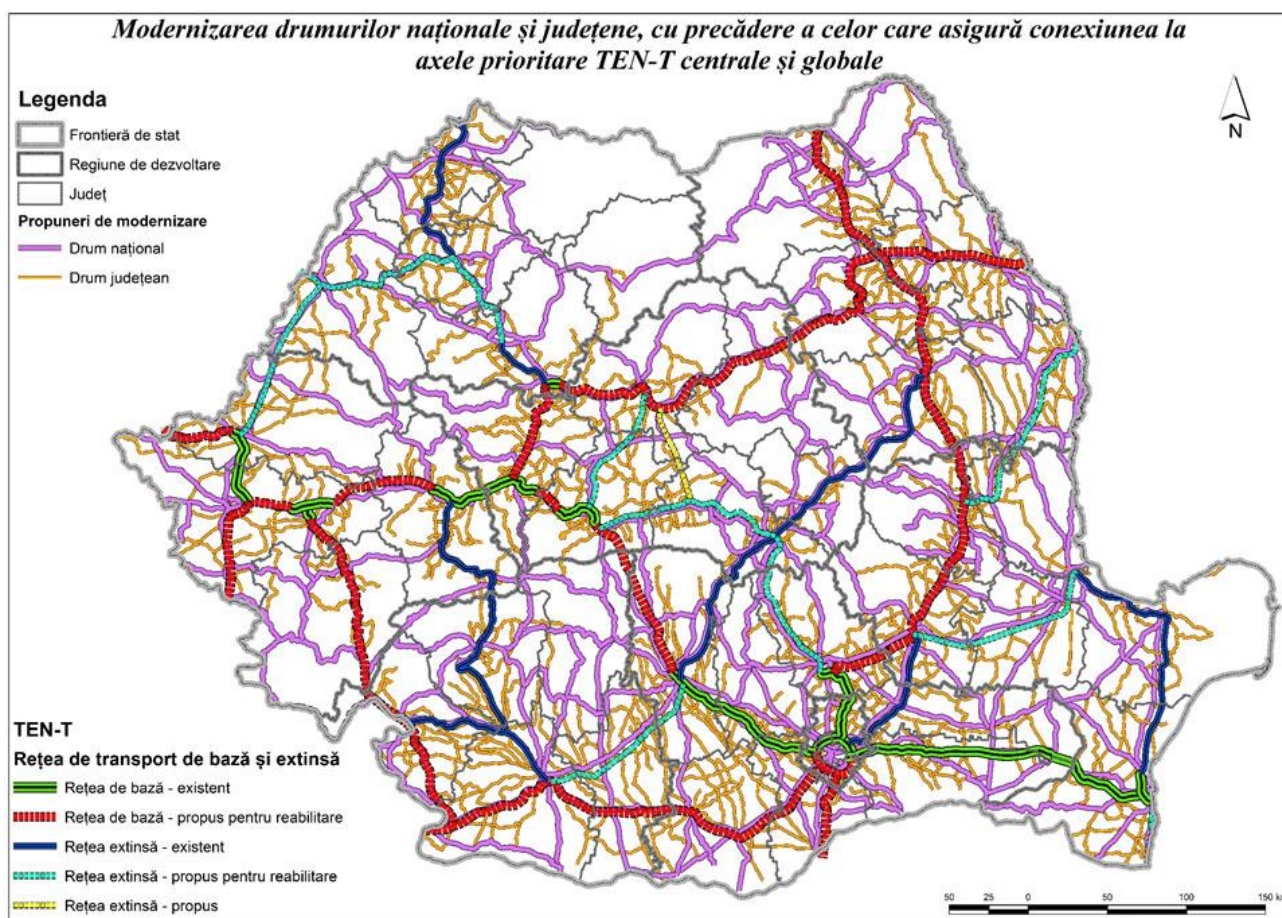 Modernizarea drumurilor naționale și județene, cu precădere a celor care asigură conexiunea la
axele prioritare TEN-T centrale și globale
Legenda
Frontieră de stat
Regiune de dezvoltare
Județ
Propuneri de modernizare
Drum național
Drum județean
N
TEN-T
Rețea de transport de bază și extinsă
Rețea de bază - existent
Rețea de bază - propus pentru reabilitare
Rețea extinsă - existent
Rețea extinsă - propus pentru reabilitare
Rețea extinsă - propus
50 25 0 50 100 150 km